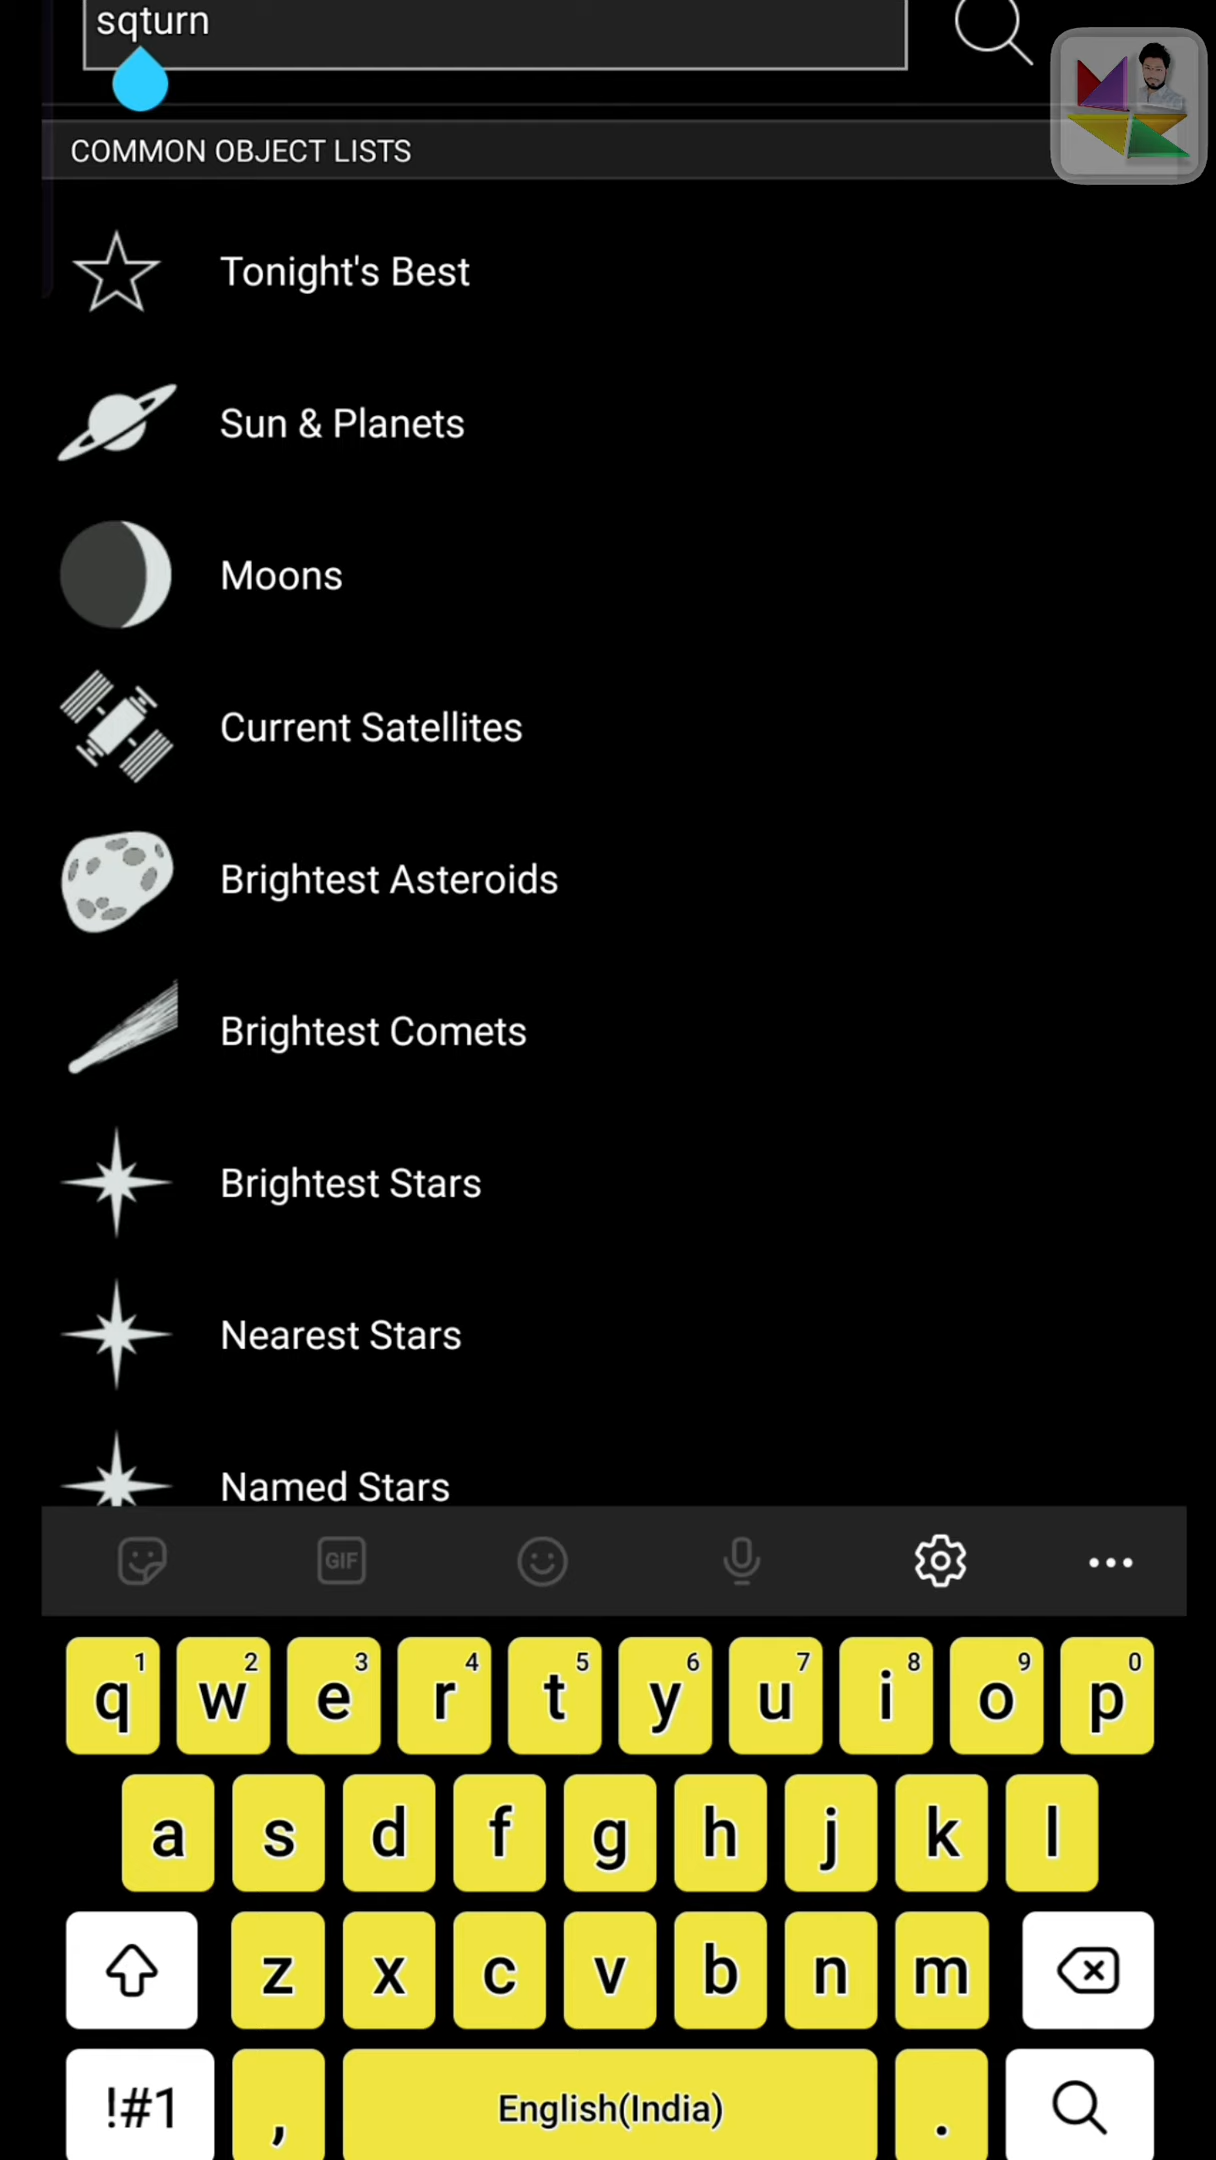 sqturn
COMMON OBJECT LISTS
Tonight's Best
Sun & Planets
Moons
Current Satellites
Brightest Asteroids
Brightest Comets
Brightest Stars
Nearest Stars
Named Stars
GIF
1 2 3 4 5 6 7 8 9 0
q w e r t y u i o p
a s d f g h j k l
z x c v b n m
!#1 , English(India) .